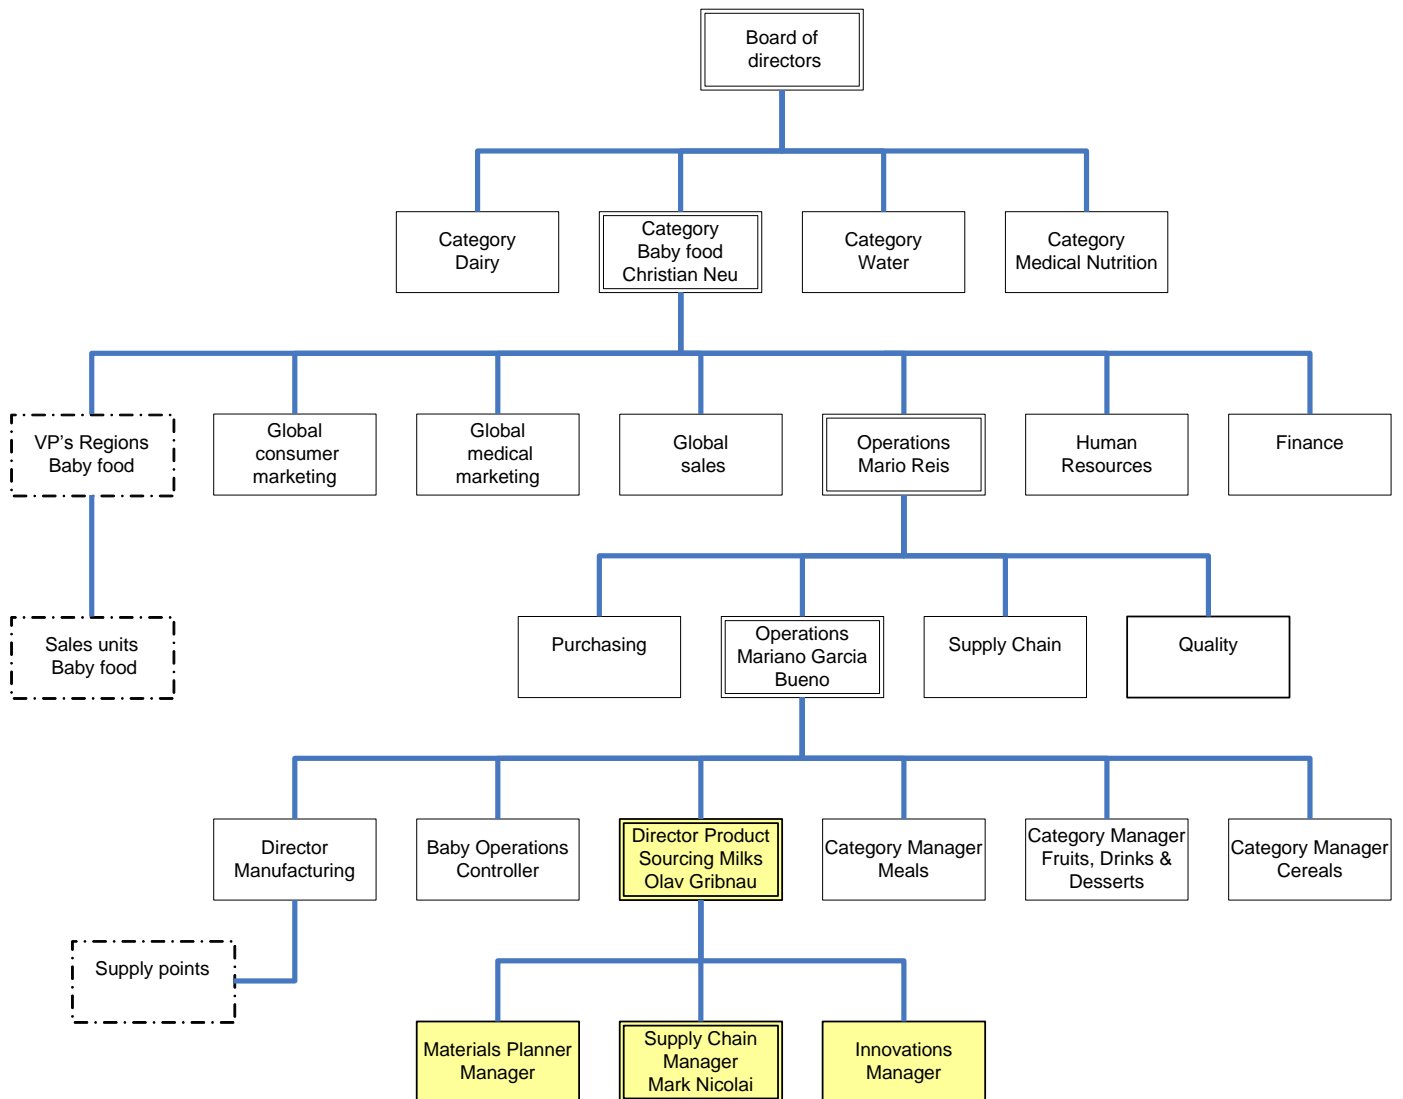 Board of
directors
Category
Dairy
Category
Baby food
Christian Neu
Category
Water
Category
Medical Nutrition
VP's Regions
Baby food
Global
consumer
marketing
Global
medical
marketing
Global
sales
Operations
Mario Reis
Human
Resources
Finance
Sales units
Baby food
Purchasing
Operations
Mariano Garcia
Bueno
Supply Chain
Quality
Director
Manufacturing
Baby Operations
Controller
Director Product
Sourcing Milks
Olav Gribnau
Category Manager
Meals
Category Manager
Fruits, Drinks &
Desserts
Category Manager
Cereals
Supply points
Materials Planner
Manager
Supply Chain
Manager
Mark Nicolai
Innovations
Manager